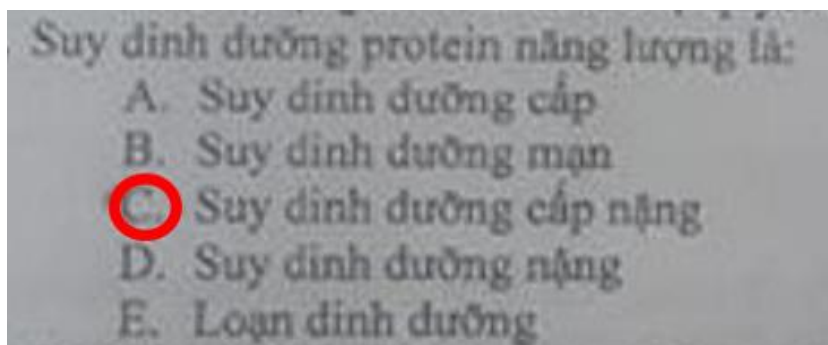 Suy dinh dưỡng protein năng lượng là:
A. Suy dinh dưỡng cấp
B. Suy dinh dưỡng mạn
C. Suy dinh dưỡng cấp nặng
D. Suy dinh dưỡng nặng
E. Loạn dinh dưỡng